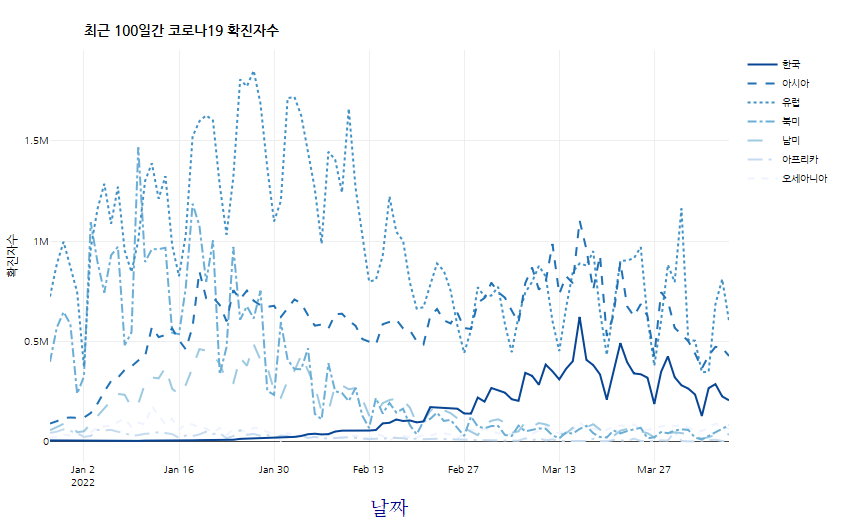 최근 100일간 코로나19 확진자수
한국
아시아
유럽
북미
남미
아프리카
오세아니아
1.5M
1M
0.5M
0
확진자수
Jan 2
2022
Jan 16
Jan 30
Feb 13
Feb 27
Mar 13
Mar 27
날짜